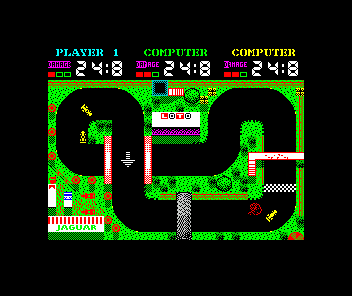 PLAYER 1 COMPUTER COMPUTER
DAMAGE DAMAGE DAMAGE
24:8 24:8 24:8
LOTO
JAGUAR